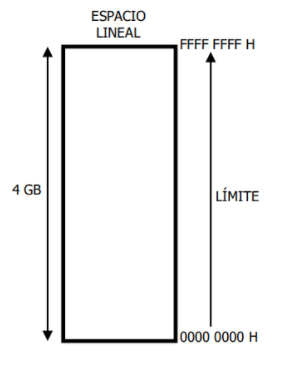 ESPACIO
LINEAL
FFFF FFFF H
4 GB
LÍMITE
0000 0000 H